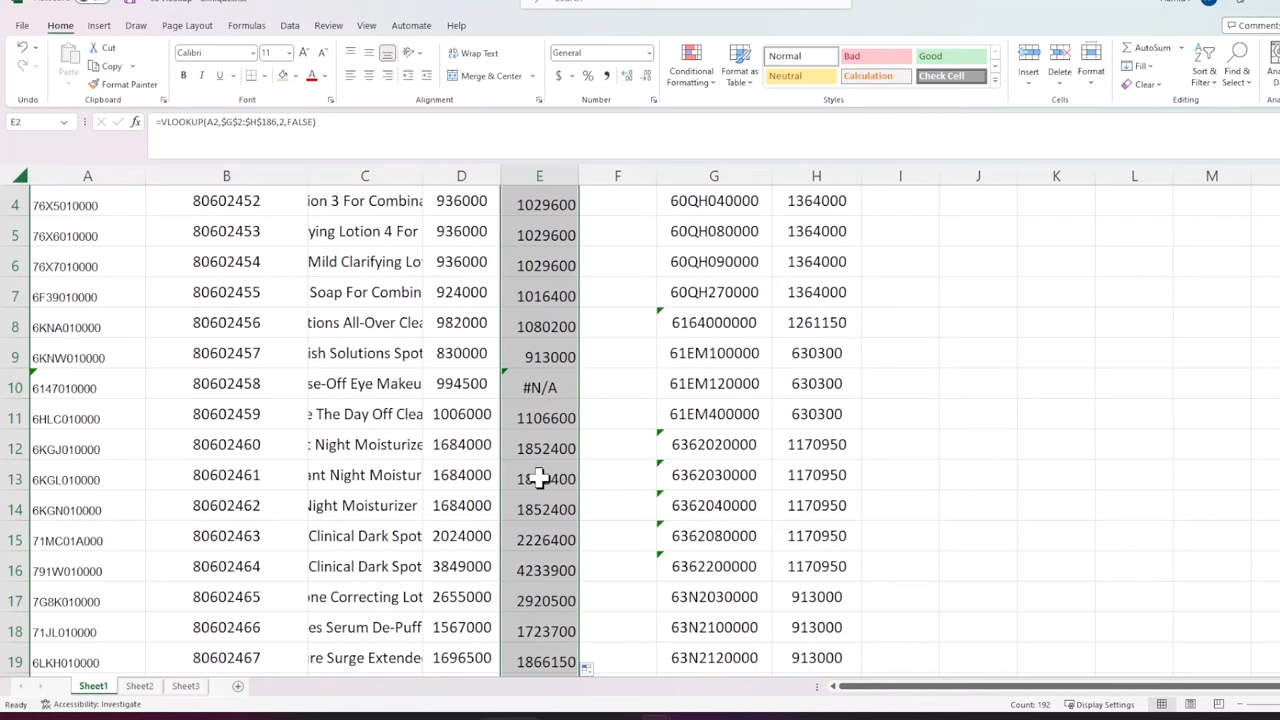 File Home Insert Draw Page Layout Formulas Data Review View Automate Help
Comments
Undo
Paste Cut Copy Format Painter
Clipboard
Calibri 11
B I U
Font
Wrap Text
Merge & Center
Alignment
General
$ %
Number
Conditional Formatting
Format as Table
Normal Bad Good
Neutral Calculation Check Cell
Styles
Insert Delete Format
Cells
AutoSum
Fill
Clear
Sort & Filter
Find & Select
Editing
E2 fx =VLOOKUP(A2,$G$2:$H$186,2,FALSE)
A B C D E F G H I J K L M
4 76X5010000 80602452 ion 3 For Combina 936000 1029600 60QH040000 1364000
5 76X6010000 80602453 ying Lotion 4 For 936000 1029600 60QH080000 1364000
6 76X7010000 80602454 Mild Clarifying Lo 936000 1029600 60QH090000 1364000
7 6F39010000 80602455 Soap For Combin 924000 1016400 60QH270000 1364000
8 6KNA010000 80602456 tions All-Over Clea 982000 1080200 6164000000 1261150
9 6KNW010000 80602457 ish Solutions Spot 830000 913000 61EM100000 630300
10 6147010000 80602458 se-Off Eye Makeu 994500 #N/A 61EM120000 630300
11 6HLC010000 80602459 e The Day Off Clea 1006000 1106600 61EM400000 630300
12 6KGJ010000 80602460 t Night Moisturize 1684000 1852400 6362020000 1170950
13 6KGL010000 80602461 ant Night Moistur 1684000 6362030000 1170950
14 6KGN010000 80602462 Night Moisturizer 1684000 1852400 6362040000 1170950
15 71MC01A000 80602463 Clinical Dark Spot 2024000 2226400 6362080000 1170950
16 791W010000 80602464 Clinical Dark Spot 3849000 4233900 6362200000 1170950
17 7G8K010000 80602465 one Correcting Lot 2655000 2920500 63N2030000 913000
18 71JL010000 80602466 es Serum De-Puff 1567000 1723700 63N2100000 913000
19 6LKH010000 80602467 ure Surge Extende 1696500 1866150 63N2120000 913000
Sheet1 Sheet2 Sheet3
Ready Accessibility: Investigate Count: 192 Display Settings